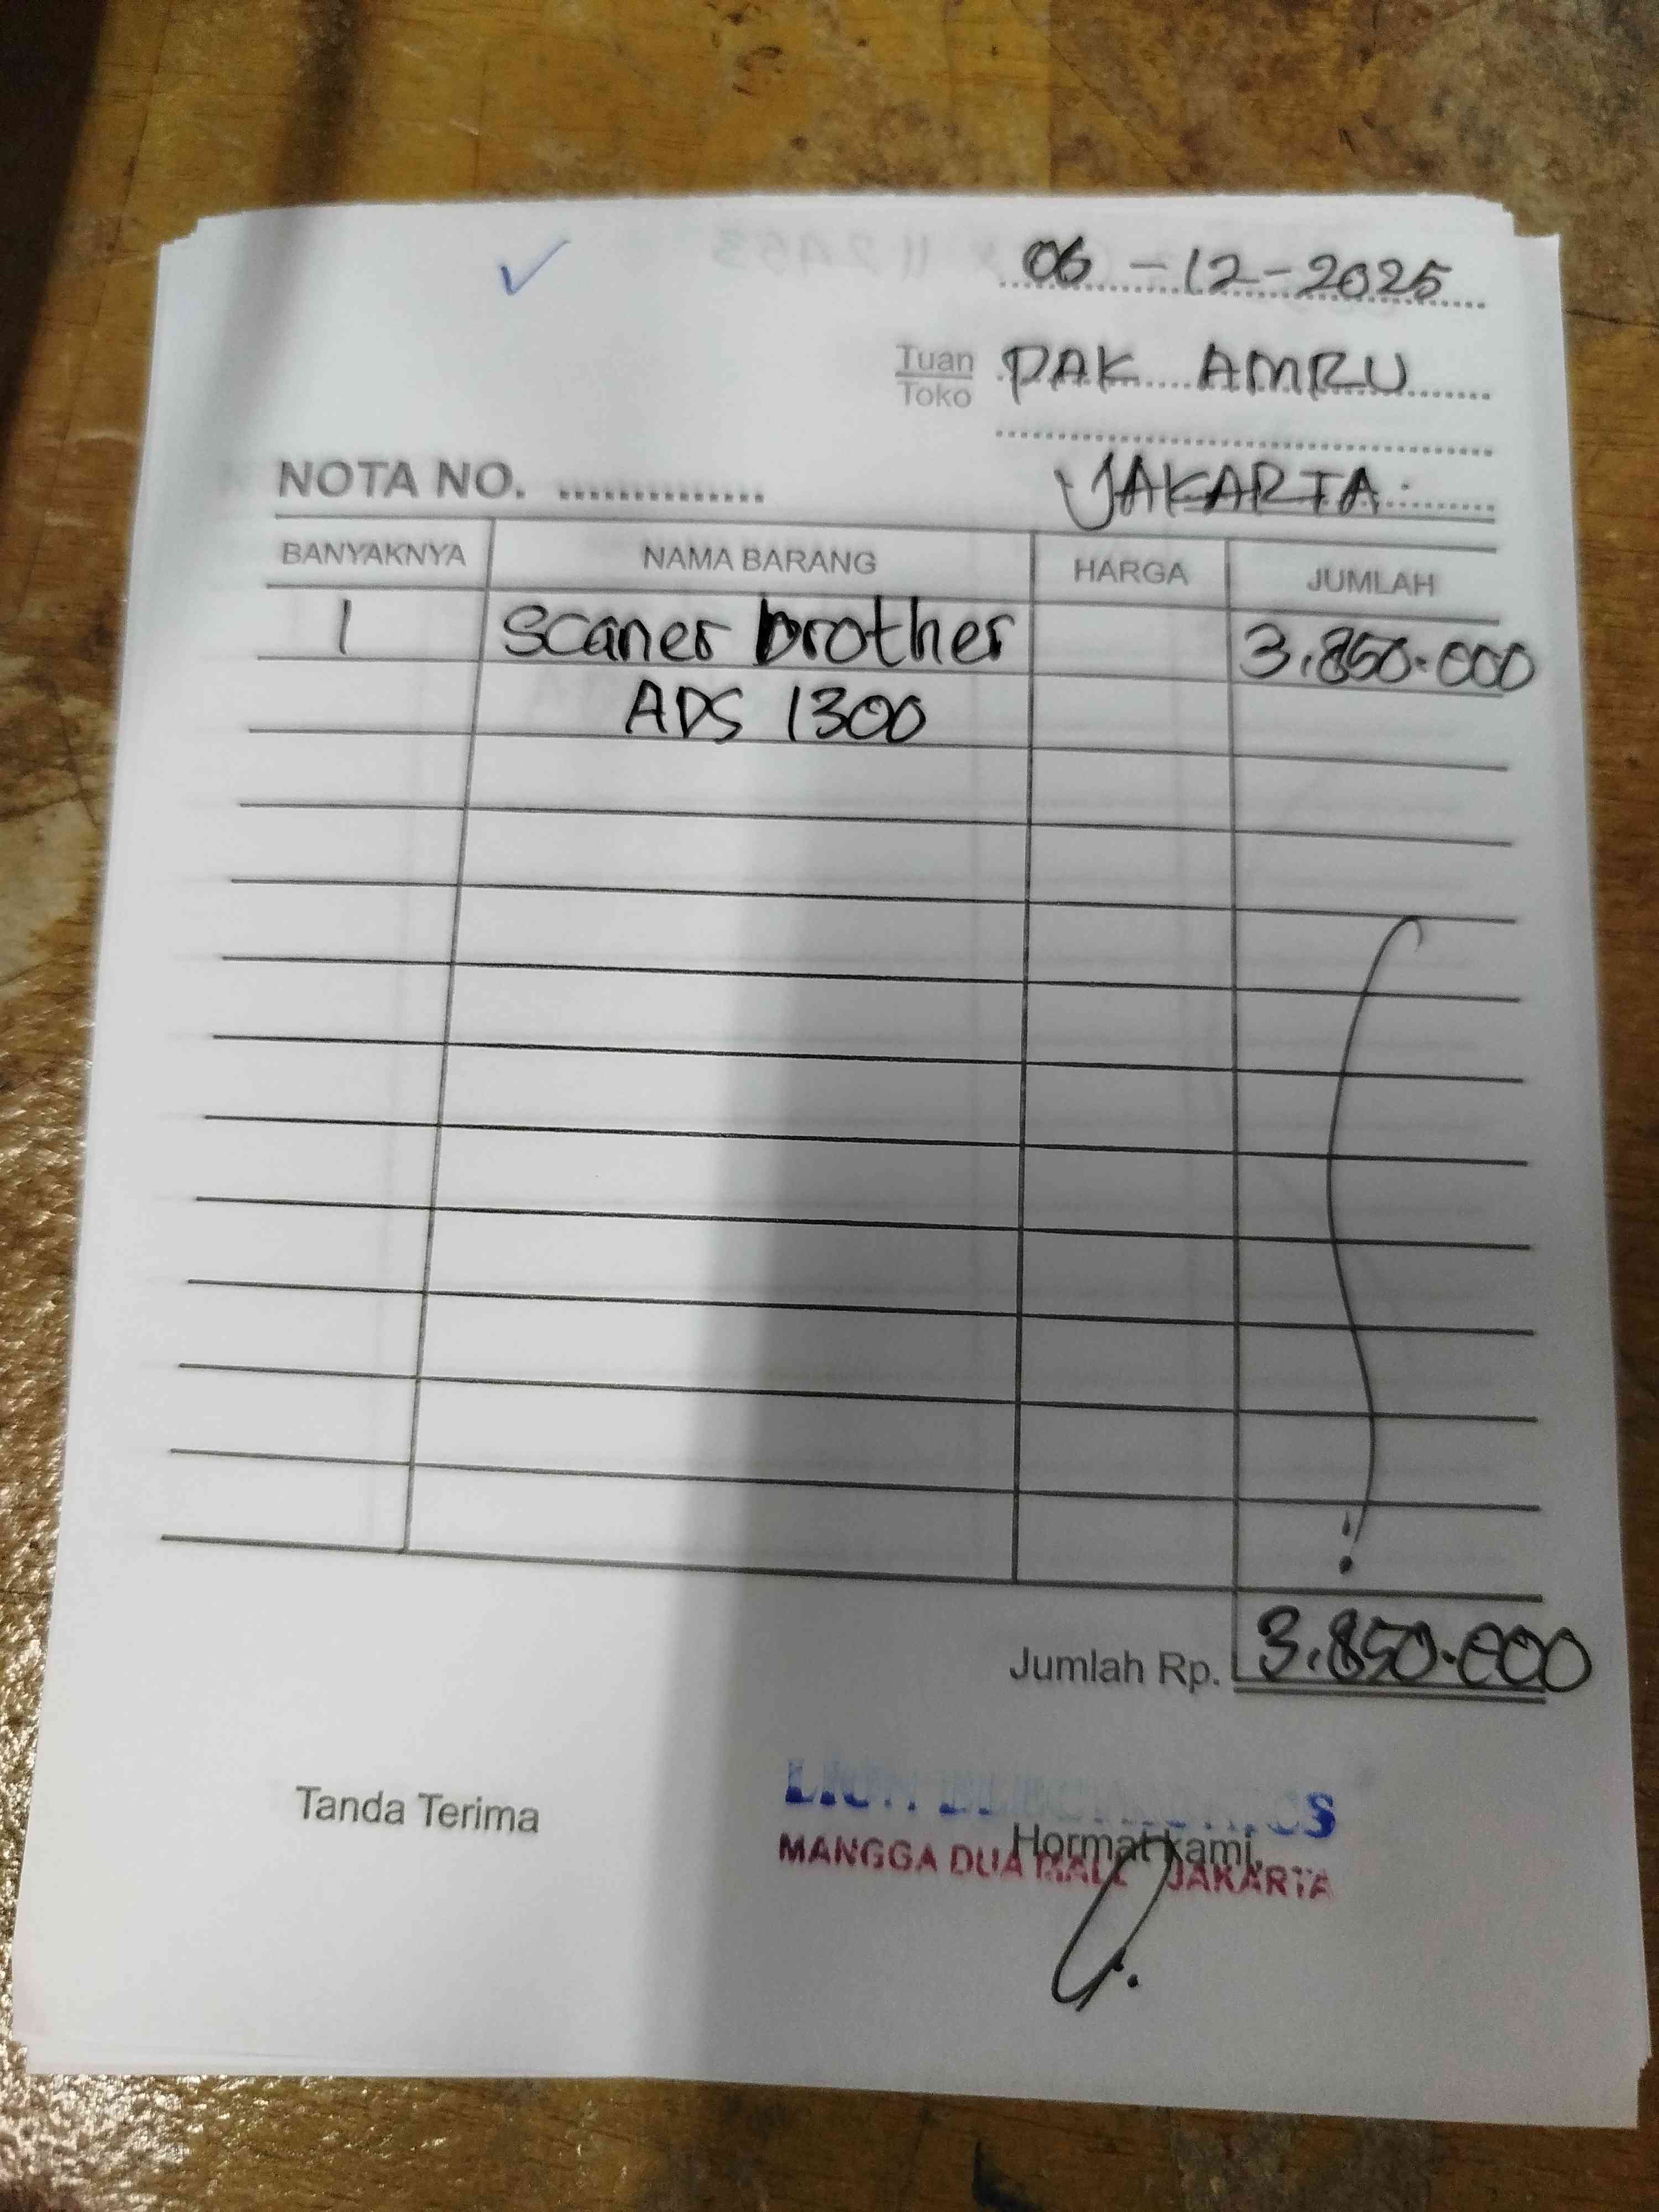 06 - 12 - 2025
Tuan
Toko
PAK AMRU
JAKARTA.
NOTA NO. ..............
BANYAKNYA NAMA BARANG HARGA JUMLAH
1 Scaner brother 3.850.000
ADS 1300
Jumlah Rp. 3.850.000
Tanda Terima
Hormat kami,
MANGGA DUA MALL JAKARTA